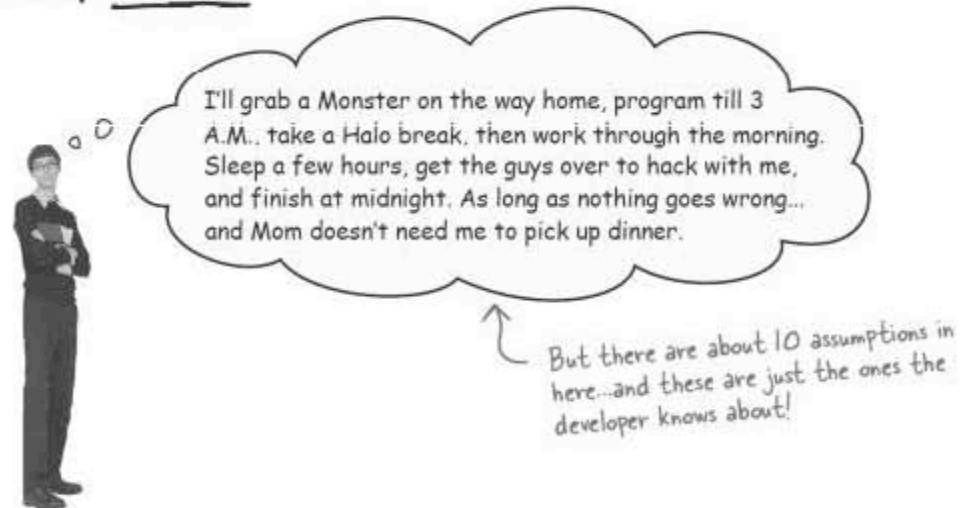 I'll grab a Monster on the way home, program till 3
A.M., take a Halo break, then work through the morning.
Sleep a few hours, get the guys over to hack with me,
and finish at midnight. As long as nothing goes wrong...
and Mom doesn't need me to pick up dinner.
But there are about 10 assumptions in
here...and these are just the ones the
developer knows about!